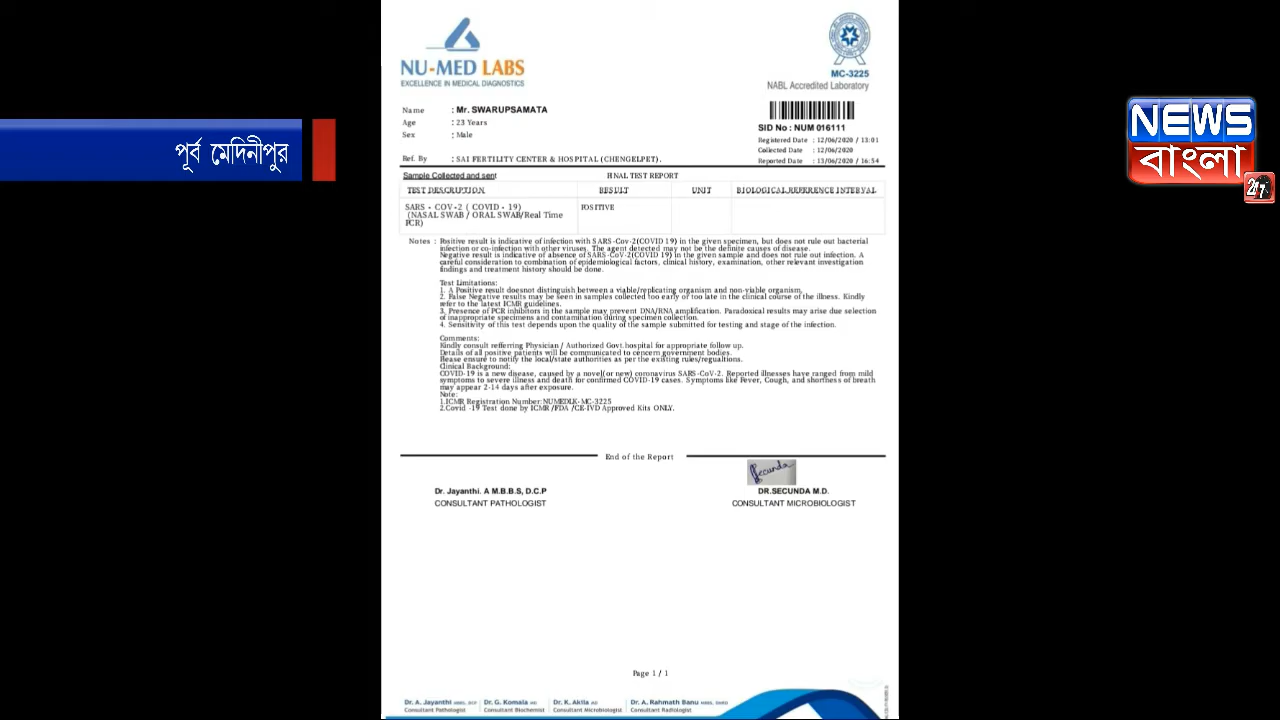 NU-MED LABS
EXCELLENCE IN MEDICAL DIAGNOSTICS
MC-3225
NABL Accredited Laboratory
NEWS
বাংলা
24/7
পূর্ব মেদিনীপুর
Name : Mr. SWARUPSAMATA
Age : 23 Years
Sex : Male
Ref. By : SAI FERTILITY CENTER & HOSPITAL (CHENGELPET).
SID No : NUM 016111
Registered Date : 12/06/2020 / 13:01
Collected Date : 12/06/2020
Reported Date : 13/06/2020 / 16:54
Sample Collected and sent
FINAL TEST REPORT
TEST DESCRIPTION RESULT UNIT BIOLOGICAL REFERENCE INTERVAL
SARS - COV-2 ( COVID - 19) POSITIVE
(NASAL SWAB / ORAL SWAB/Real Time
PCR)
Notes : Positive result is indicative of infection with SARS-Cov-2(COVID 19) in the given specimen, but does not rule out bacterial
infection or co-infection with other viruses. The agent detected may not be the definite causes of disease.
Negative result is indicative of absence of SARS-CoV-2(COVID 19) in the given sample and does not rule out infection. A
careful consideration to combination of epidemiological factors, clinical history, examination, other relevant investigation
findings and treatment history should be done.
Test Limitations:
1. A Positive result doesnot distinguish between a viable/replicating organism and non-viable organism.
2. False Negative results may be seen in samples collected too early or too late in the clinical course of the illness. Kindly
refer to the latest ICMR guidelines.
3. Presence of PCR inhibitors in the sample may prevent DNA/RNA amplification. Paradoxical results may arise due selection
of inappropriate specimens and contamination during specimen collection.
4. Sensitivity of this test depends upon the quality of the sample submitted for testing and stage of the infection.
Comments:
Kindly consult refferring Physician / Authorized Govt.hospital for appropriate follow up.
Details of all positive patients will be communicated to concern government bodies.
Please ensure to notify the local/state authorities as per the existing rules/regualtions.
Clinical Background:
COVID-19 is a new disease, caused by a novel(or new) coronavirus SARS-CoV-2. Reported illnesses have ranged from mild
symptoms to severe illness and death for confirmed COVID-19 cases. Symptoms like Fever, Cough, and shortness of breath
may appear 2-14 days after exposure.
Note:
1.ICMR Registration Number:NUMEDLK-MC-3225
2.Covid -19 Test done by ICMR /FDA /CE-IVD Approved Kits ONLY.
End of the Report
Secunda
Dr. Jayanthi. A M.B.B.S, D.C.P
CONSULTANT PATHOLOGIST
DR.SECUNDA M.D.
CONSULTANT MICROBIOLOGIST
Page 1 / 1
Dr. A. Jayanthi MBBS, DCP
Consultant Pathologist
Dr. G. Komala MD
Consultant Biochemist
Dr. K. Akila MD
Consultant Microbiologist
Dr. A. Rahmath Banu MBBS, DMRD
Consultant Radiologist